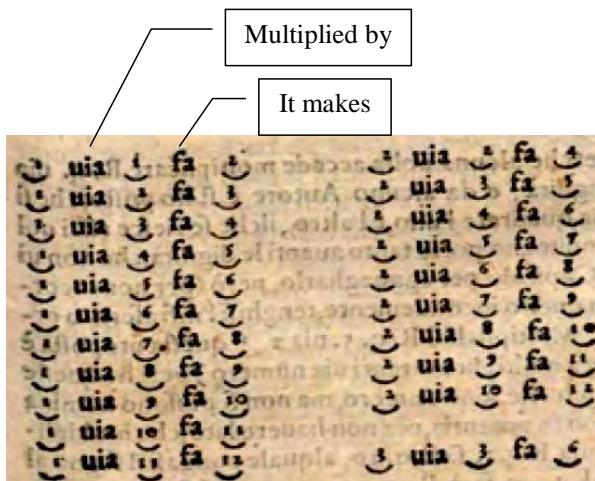 Multiplied by
It makes
1 uia 1 fa 2
1 uia 2 fa 3
1 uia 3 fa 4
1 uia 4 fa 5
1 uia 5 fa 6
1 uia 6 fa 7
1 uia 7. fa 8
1 uia 8 fa 9
1 uia 9 fa 10
1 uia 10 fa 11
1 uia 11 fa 12
2 uia 2 fa 4
2 uia 3 fa 5
2 uia 4 fa 6
2 uia 5 fa 7
2 uia 6 fa 8
2 uia 7 fa 9
2 uia 8 fa 10
2 uia 9 fa 11
2 uia 10 fa 12
3 uia 3 fa 6